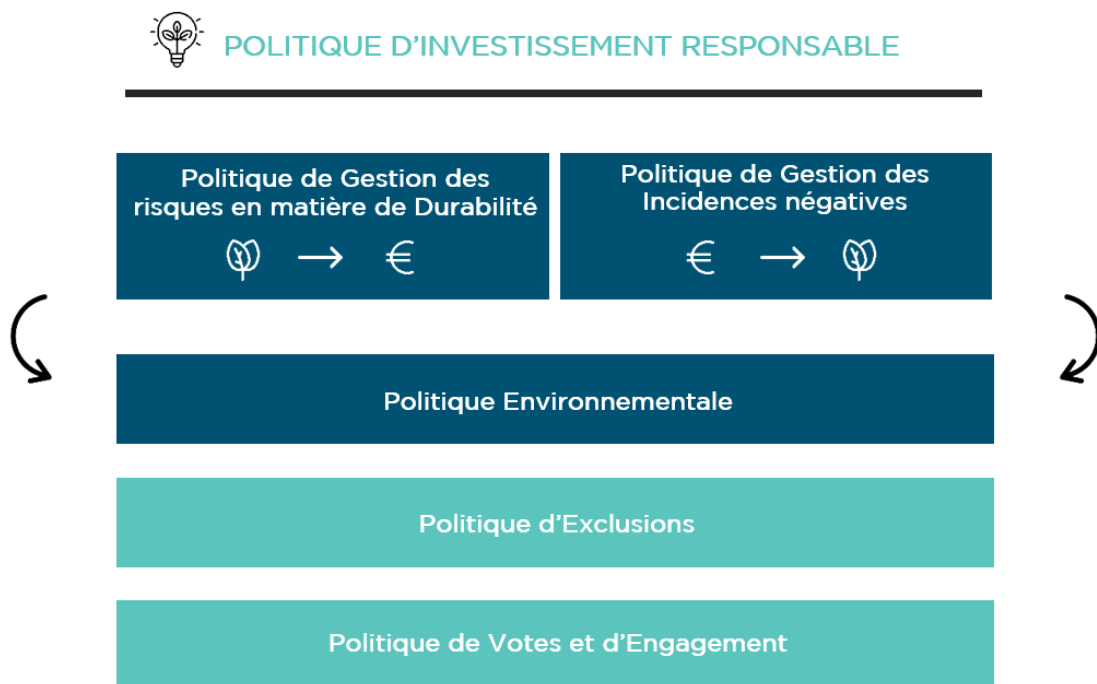 POLITIQUE D’INVESTISSEMENT RESPONSABLE
Politique de Gestion des
risques en matière de Durabilité
€
Politique de Gestion des
Incidences négatives
€
Politique Environnementale
Politique d’Exclusions
Politique de Votes et d’Engagement